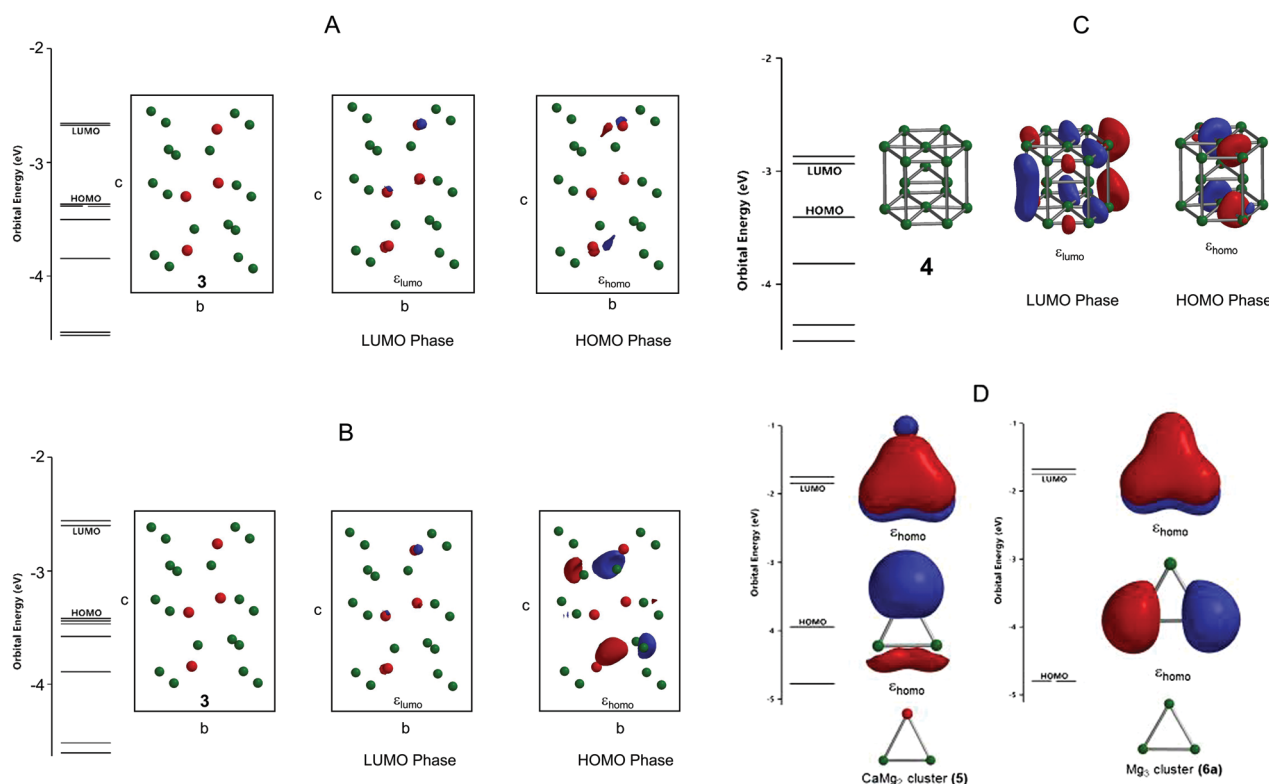 A
-2
-3
-4
Orbital Energy (eV)
LUMO
HOMO
c
3
b
c
εlumo
b
LUMO Phase
c
εhomo
b
HOMO Phase
C
-2
-3
-4
Orbital Energy (eV)
LUMO
HOMO
4
εlumo
LUMO Phase
εhomo
HOMO Phase
B
-2
-3
-4
Orbital Energy (eV)
LUMO
HOMO
c
3
b
c
εlumo
b
LUMO Phase
c
εhomo
b
HOMO Phase
D
-1
-2
-3
4
-5
Orbital Energy (eV)
LUMO
HOMO
εhomo
εhomo
CaMg2 cluster (5)
-1
-2
-3
-4
-5
Orbital Energy (eV)
LUMO
HOMO
εhomo
εhomo
Mg3 cluster (6a)